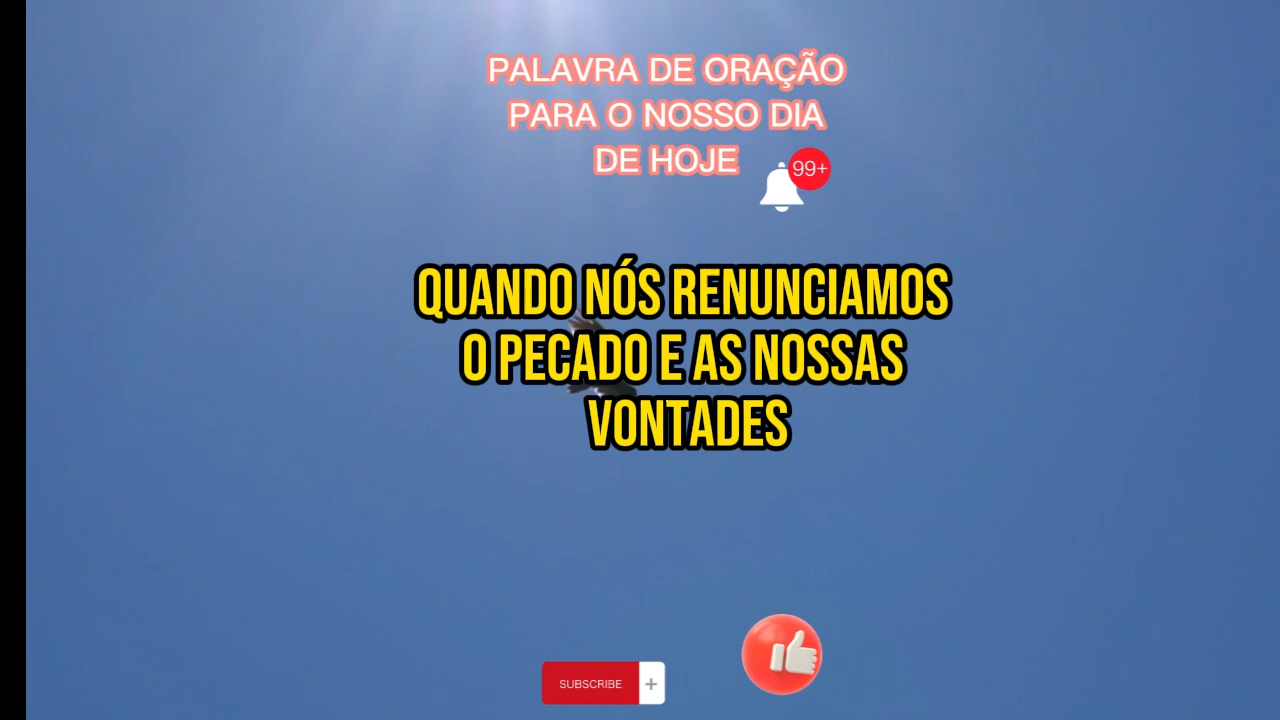 PALAVRA DE ORAÇÃO
PARA O NOSSO DIA
DE HOJE
99+
QUANDO NÓS RENUNCIAMOS
O PECADO E AS NOSSAS
VONTADES
SUBSCRIBE +